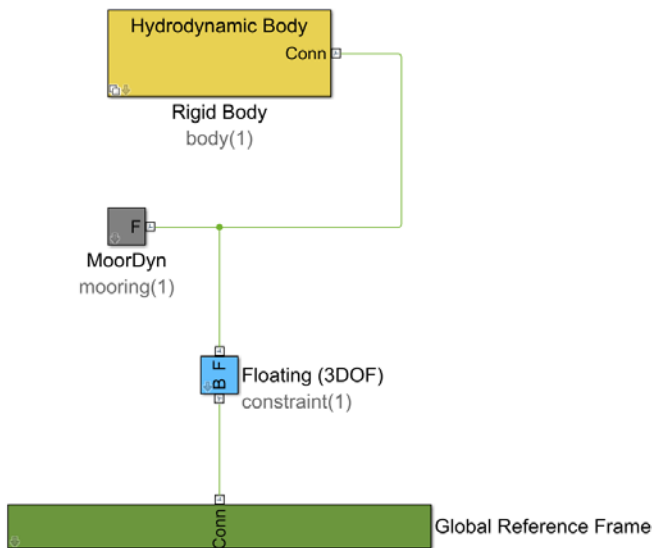 Hydrodynamic Body
Conn
Rigid Body
body(1)
F
MoorDyn
mooring(1)
F
B
Floating (3DOF)
constraint(1)
Conn
Global Reference Frame